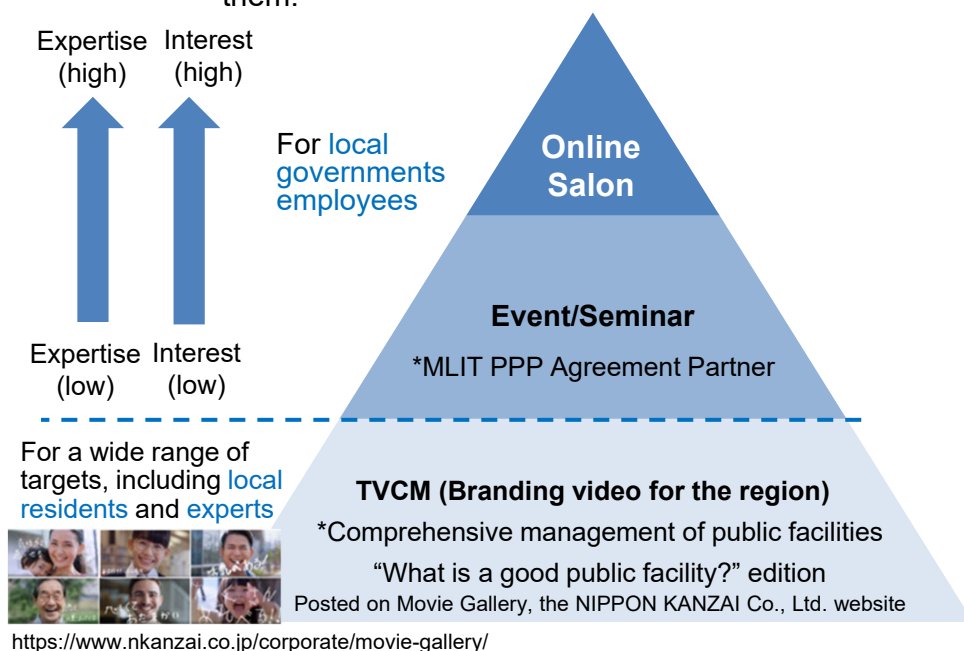 them.
Expertise Interest
(high) (high)
For local
governments
employees
Online
Salon
Event/Seminar
*MLIT PPP Agreement Partner
Expertise Interest
(low) (low)
For a wide range of
targets, including local
residents and experts
TVCM (Branding video for the region)
*Comprehensive management of public facilities
“What is a good public facility?” edition
Posted on Movie Gallery, the NIPPON KANZAI Co., Ltd. website
https://www.nkanzai.co.jp/corporate/movie-gallery/